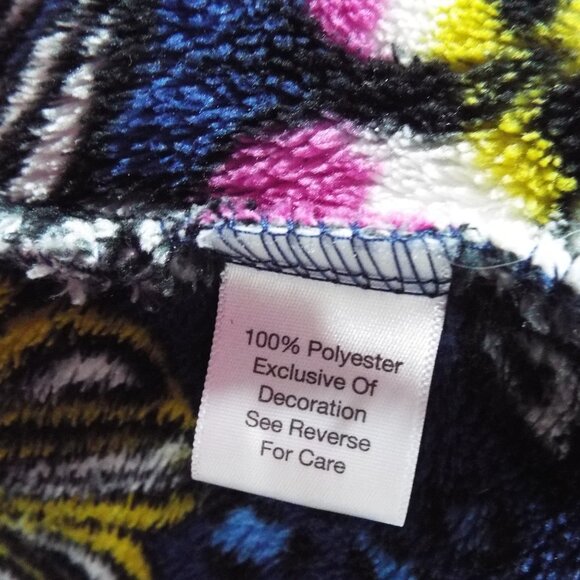 100% Polyester
Exclusive Of
Decoration
See Reverse
For Care